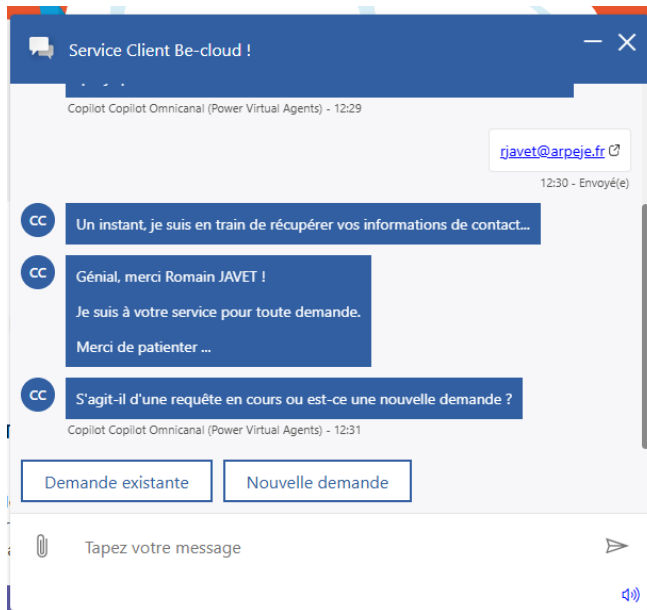 Service Client Be-cloud !
Copilot Copilot Omnicanal (Power Virtual Agents) - 12:29
rjavet@arpeje.fr
12:30 - Envoyé(e)
CC
Un instant, je suis en train de récupérer vos informations de contact...
CC
Génial, merci Romain JAVET !
Je suis à votre service pour toute demande.
Merci de patienter ...
CC
S'agit-il d'une requête en cours ou est-ce une nouvelle demande ?
Copilot Copilot Omnicanal (Power Virtual Agents) - 12:31
Demande existante
Nouvelle demande
Tapez votre message